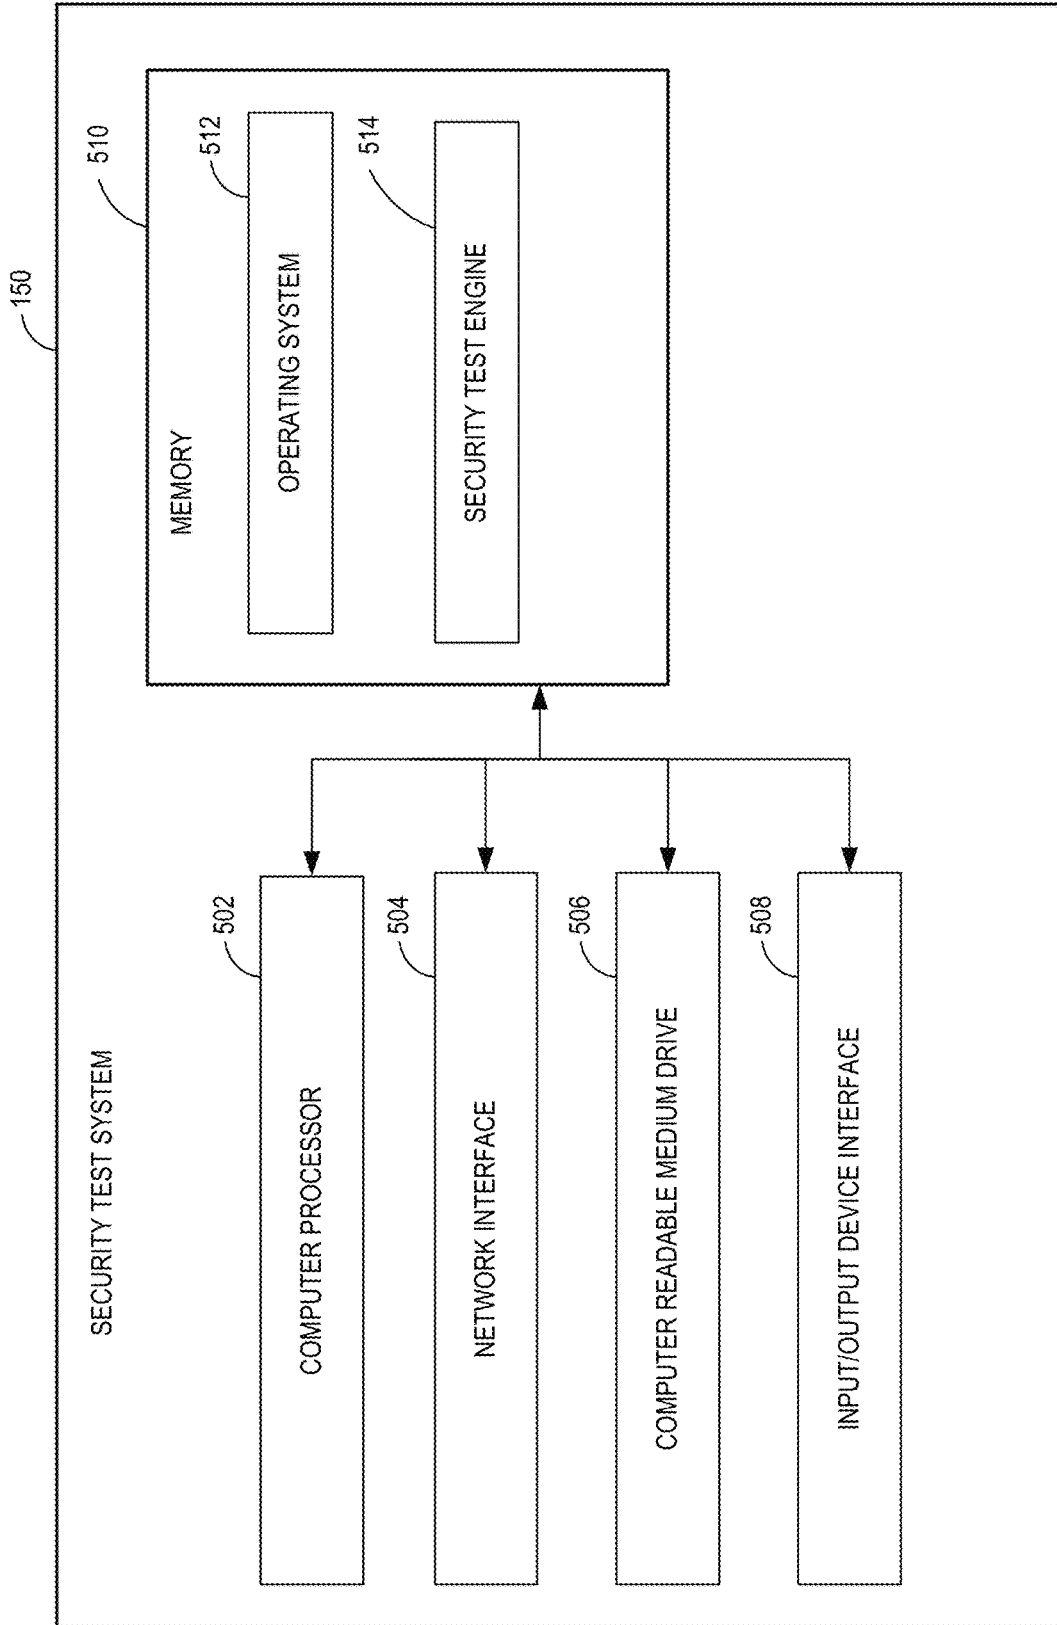 150
SECURITY TEST SYSTEM
510
MEMORY
502
COMPUTER PROCESSOR
512
OPERATING SYSTEM
504
NETWORK INTERFACE
514
SECURITY TEST ENGINE
506
COMPUTER READABLE MEDIUM DRIVE
508
INPUT/OUTPUT DEVICE INTERFACE